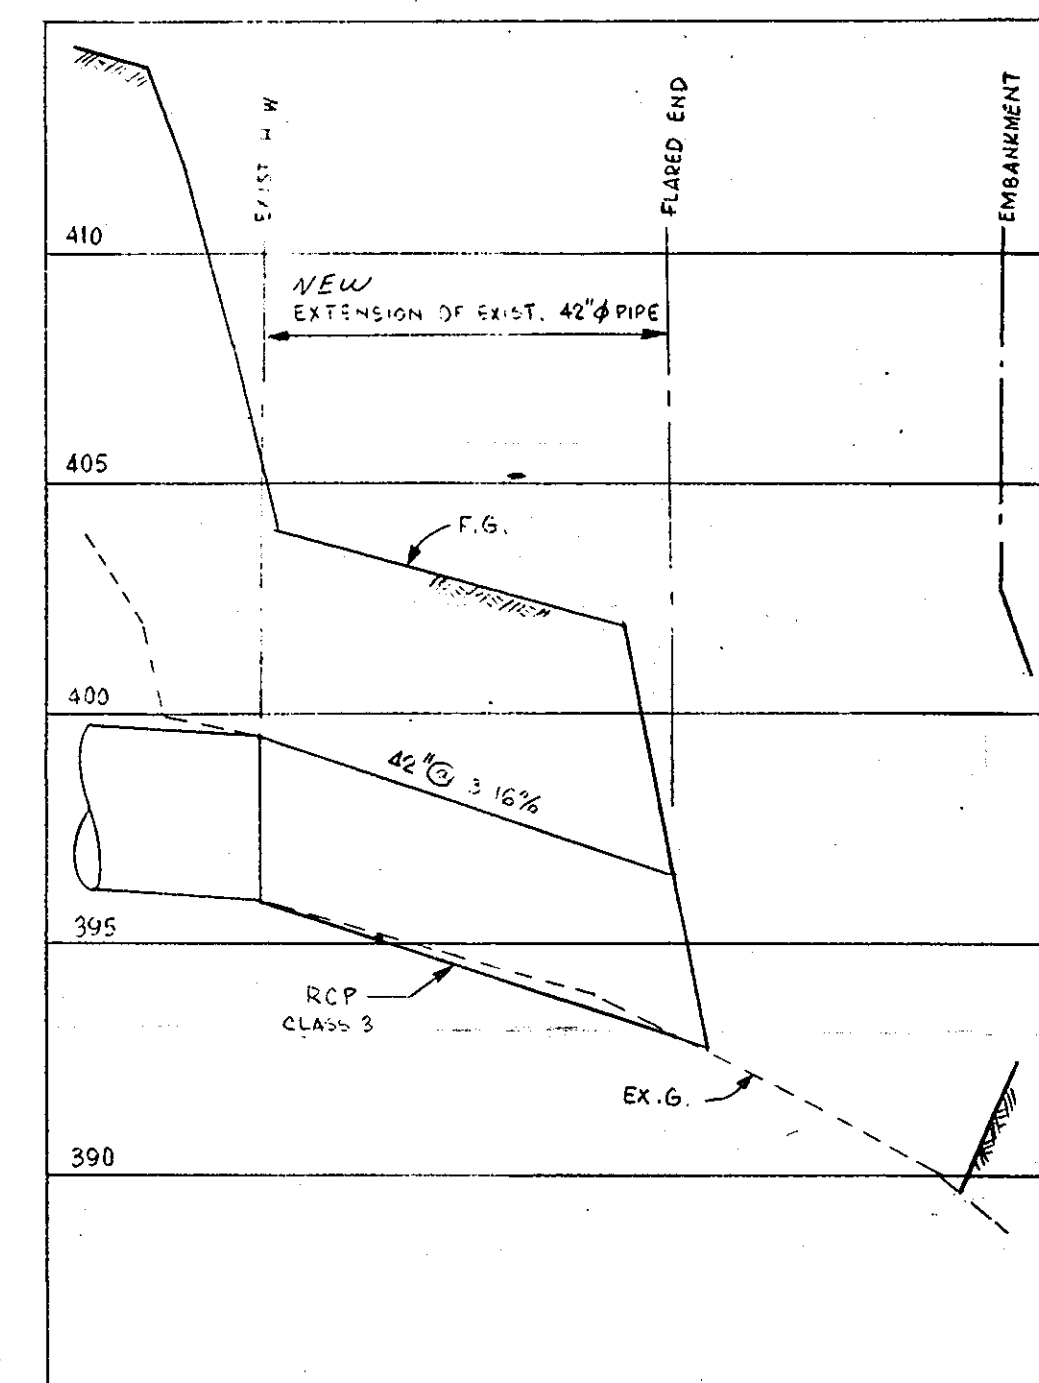 EXIST H W
FLARED END
EMBANKMENT
410
NEW
EXTENSION OF EXIST. 42"ϕ PIPE
405
F.G.
400
42"@ 3.16%
395
RCP
CLASS 3
EX.G.
390